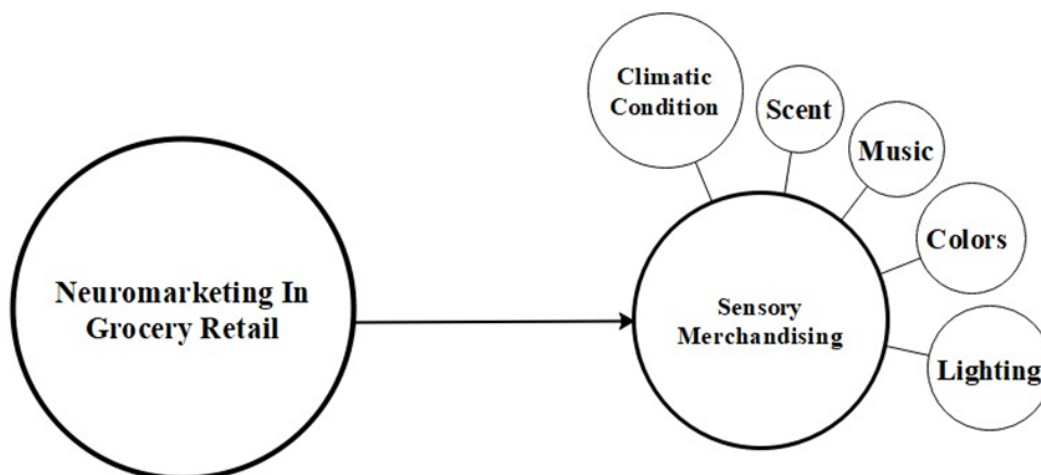 Neuromarketing In
Grocery Retail
Climatic
Condition
Scent
Music
Colors
Lighting
Sensory
Merchandising